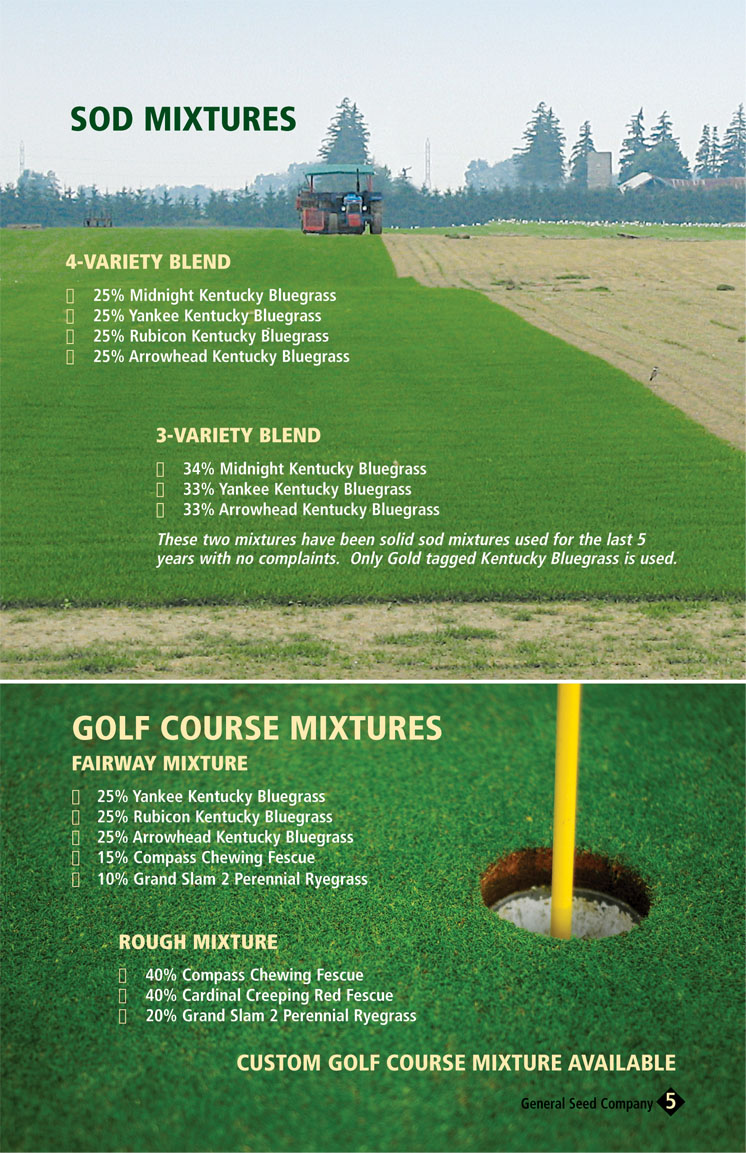 SOD MIXTURES
4-VARIETY BLEND
25% Midnight Kentucky Bluegrass
25% Yankee Kentucky Bluegrass
25% Rubicon Kentucky Bluegrass
25% Arrowhead Kentucky Bluegrass
3-VARIETY BLEND
34% Midnight Kentucky Bluegrass
33% Yankee Kentucky Bluegrass
33% Arrowhead Kentucky Bluegrass
These two mixtures have been solid sod mixtures used for the last 5
years with no complaints.  Only Gold tagged Kentucky Bluegrass is used.
GOLF COURSE MIXTURES
FAIRWAY MIXTURE
25% Yankee Kentucky Bluegrass
25% Rubicon Kentucky Bluegrass
25% Arrowhead Kentucky Bluegrass
15% Compass Chewing Fescue
10% Grand Slam 2 Perennial Ryegrass
ROUGH MIXTURE
40% Compass Chewing Fescue
40% Cardinal Creeping Red Fescue
20% Grand Slam 2 Perennial Ryegrass
CUSTOM GOLF COURSE MIXTURE AVAILABLE
General Seed Company 5